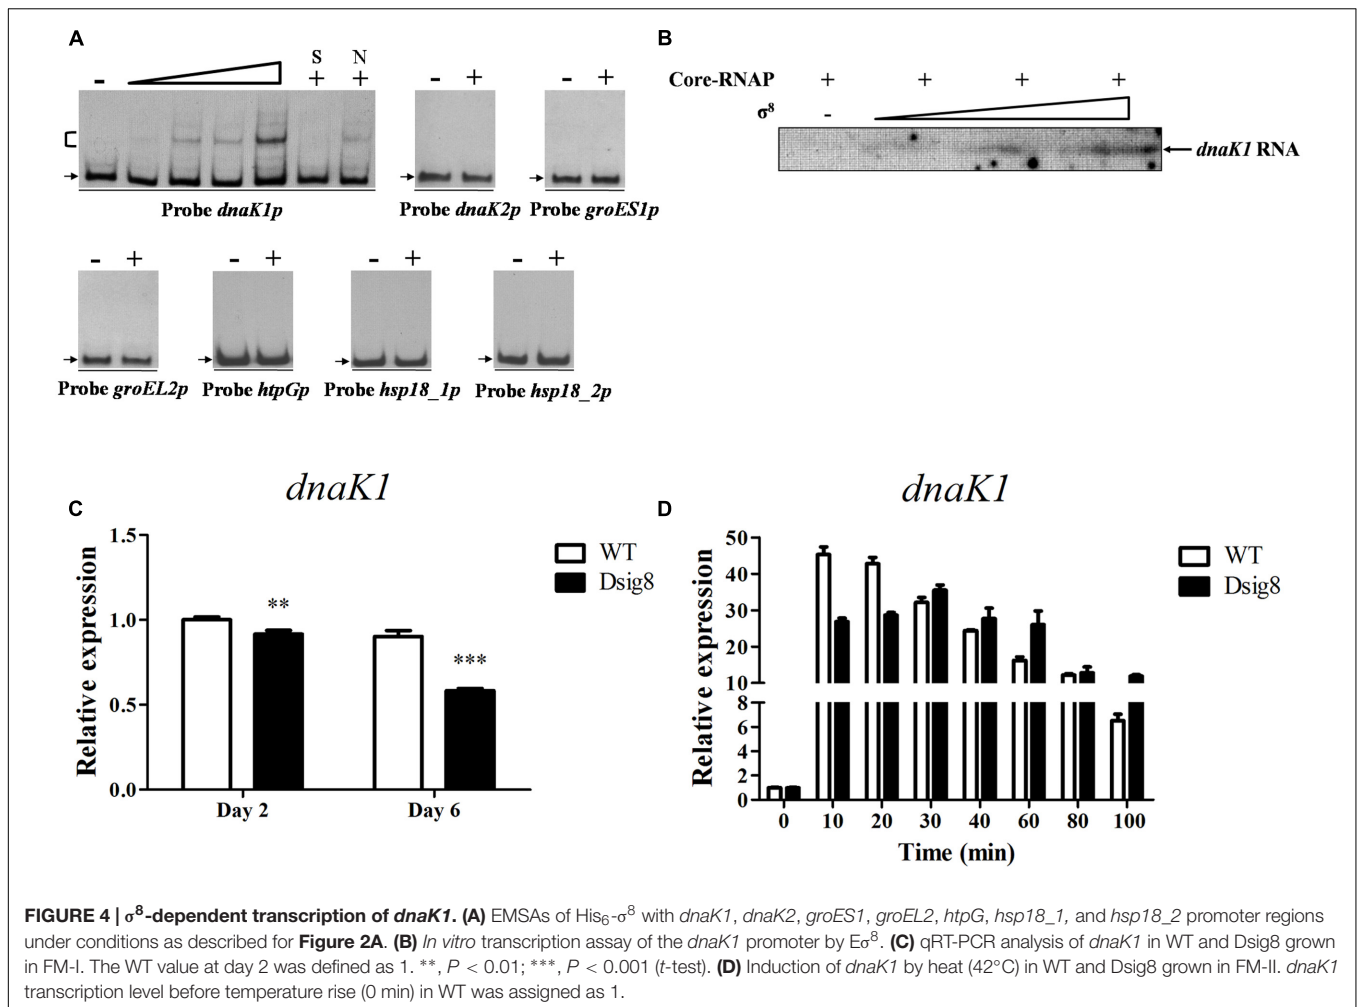 A
S N
- + +
Probe dnaK1p
- +
Probe dnaK2p
- +
Probe groES1p
- +
Probe groEL2p
- +
Probe htpGp
- +
Probe hsp18_1p
- +
Probe hsp18_2p
B
Core-RNAP + + + +
σ⁸ -
dnaK1 RNA
C
dnaK1
Relative expression
1.5
1.0
0.5
0.0
**
***
Day 2 Day 6
WT
Dsig8
D
dnaK1
Relative expression
50
40
30
20
10
8
6
4
2
0
0 10 20 30 40 60 80 100
Time (min)
WT
Dsig8
FIGURE 4 | σ⁸-dependent transcription of dnaK1. (A) EMSAs of His₆-σ⁸ with dnaK1, dnaK2, groES1, groEL2, htpG, hsp18_1, and hsp18_2 promoter regions
under conditions as described for Figure 2A. (B) In vitro transcription assay of the dnaK1 promoter by Eσ⁸. (C) qRT-PCR analysis of dnaK1 in WT and Dsig8 grown
in FM-I. The WT value at day 2 was defined as 1. **, P < 0.01; ***, P < 0.001 (t-test). (D) Induction of dnaK1 by heat (42°C) in WT and Dsig8 grown in FM-II. dnaK1
transcription level before temperature rise (0 min) in WT was assigned as 1.